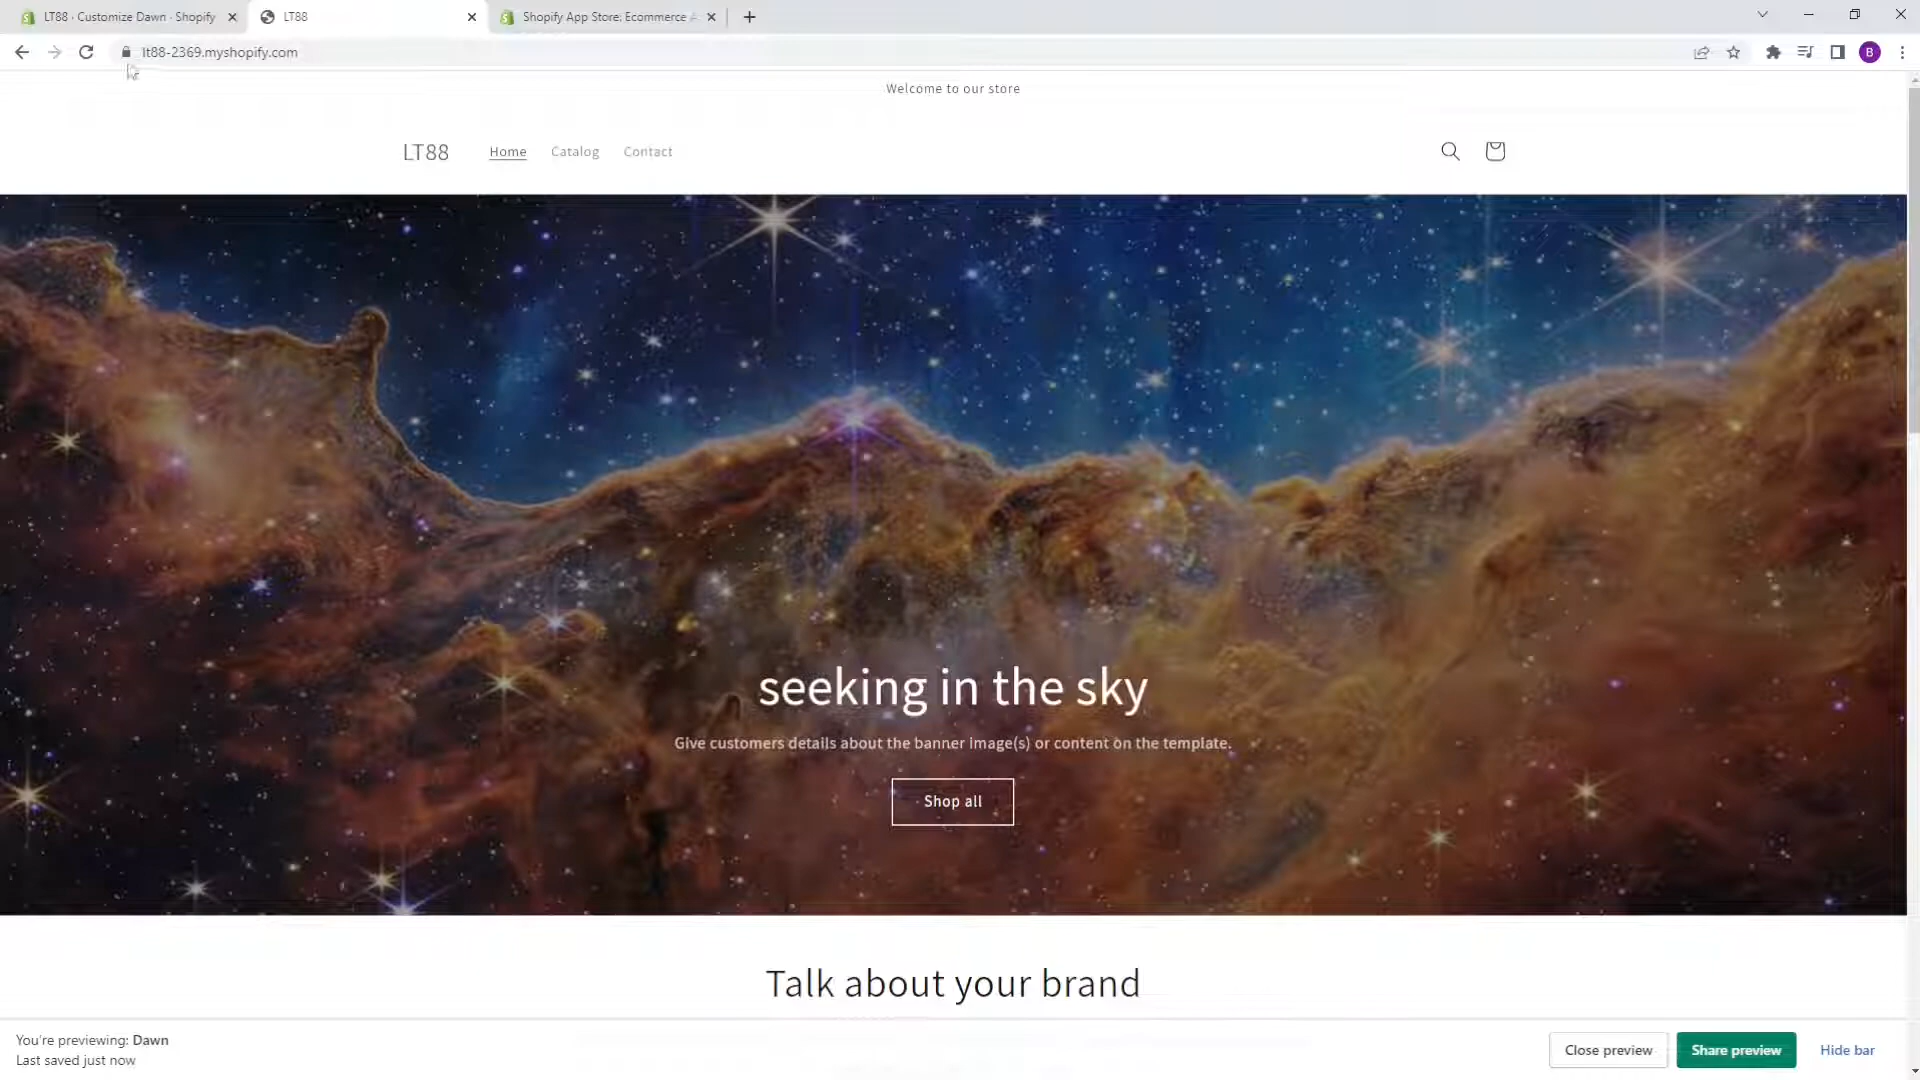 LT88 · Customize Dawn · Shopify
LT88
Shopify App Store: Ecommerce A
lt88-2369.myshopify.com
B
Welcome to our store
LT88
Home
Catalog
Contact
seeking in the sky
Give customers details about the banner image(s) or content on the template.
Shop all
Talk about your brand
You're previewing: Dawn
Last saved just now
Close preview
Share preview
Hide bar